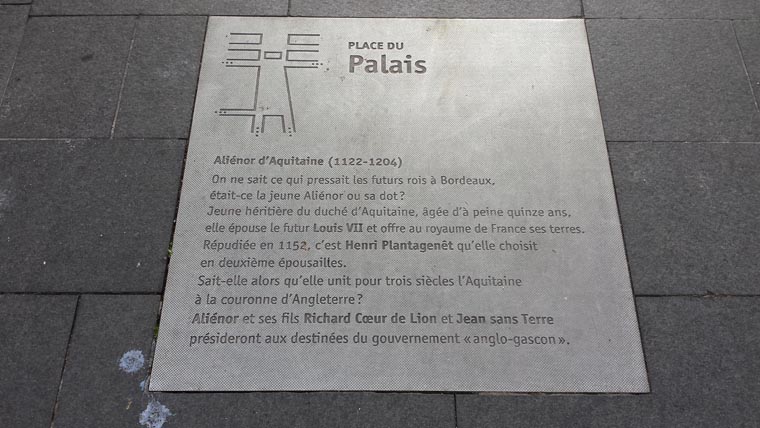 PLACE DU
Palais
Aliénor d'Aquitaine (1122-1204)
On ne sait ce qui pressait les futurs rois à Bordeaux,
était-ce la jeune Aliénor ou sa dot ?
Jeune héritière du duché d'Aquitaine, âgée d'à peine quinze ans,
elle épouse le futur Louis VII et offre au royaume de France ses terres.
Répudiée en 1152, c'est Henri Plantagenêt qu'elle choisit
en deuxième épousailles.
Sait-elle alors qu'elle unit pour trois siècles l'Aquitaine
à la couronne d'Angleterre ?
Aliénor et ses fils Richard Cœur de Lion et Jean sans Terre
présideront aux destinées du gouvernement « anglo-gascon ».